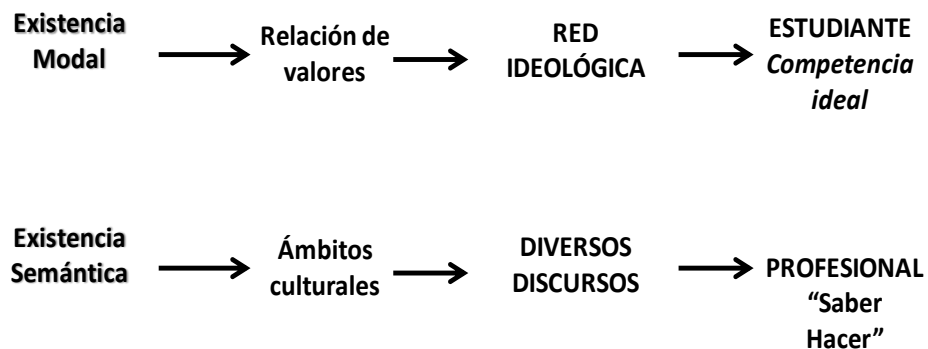 Existencia
Modal
Relación de
valores
RED
IDEOLÓGICA
ESTUDIANTE
Competencia
ideal
Existencia
Semántica
Ámbitos
culturales
DIVERSOS
DISCURSOS
PROFESIONAL
“Saber
Hacer”